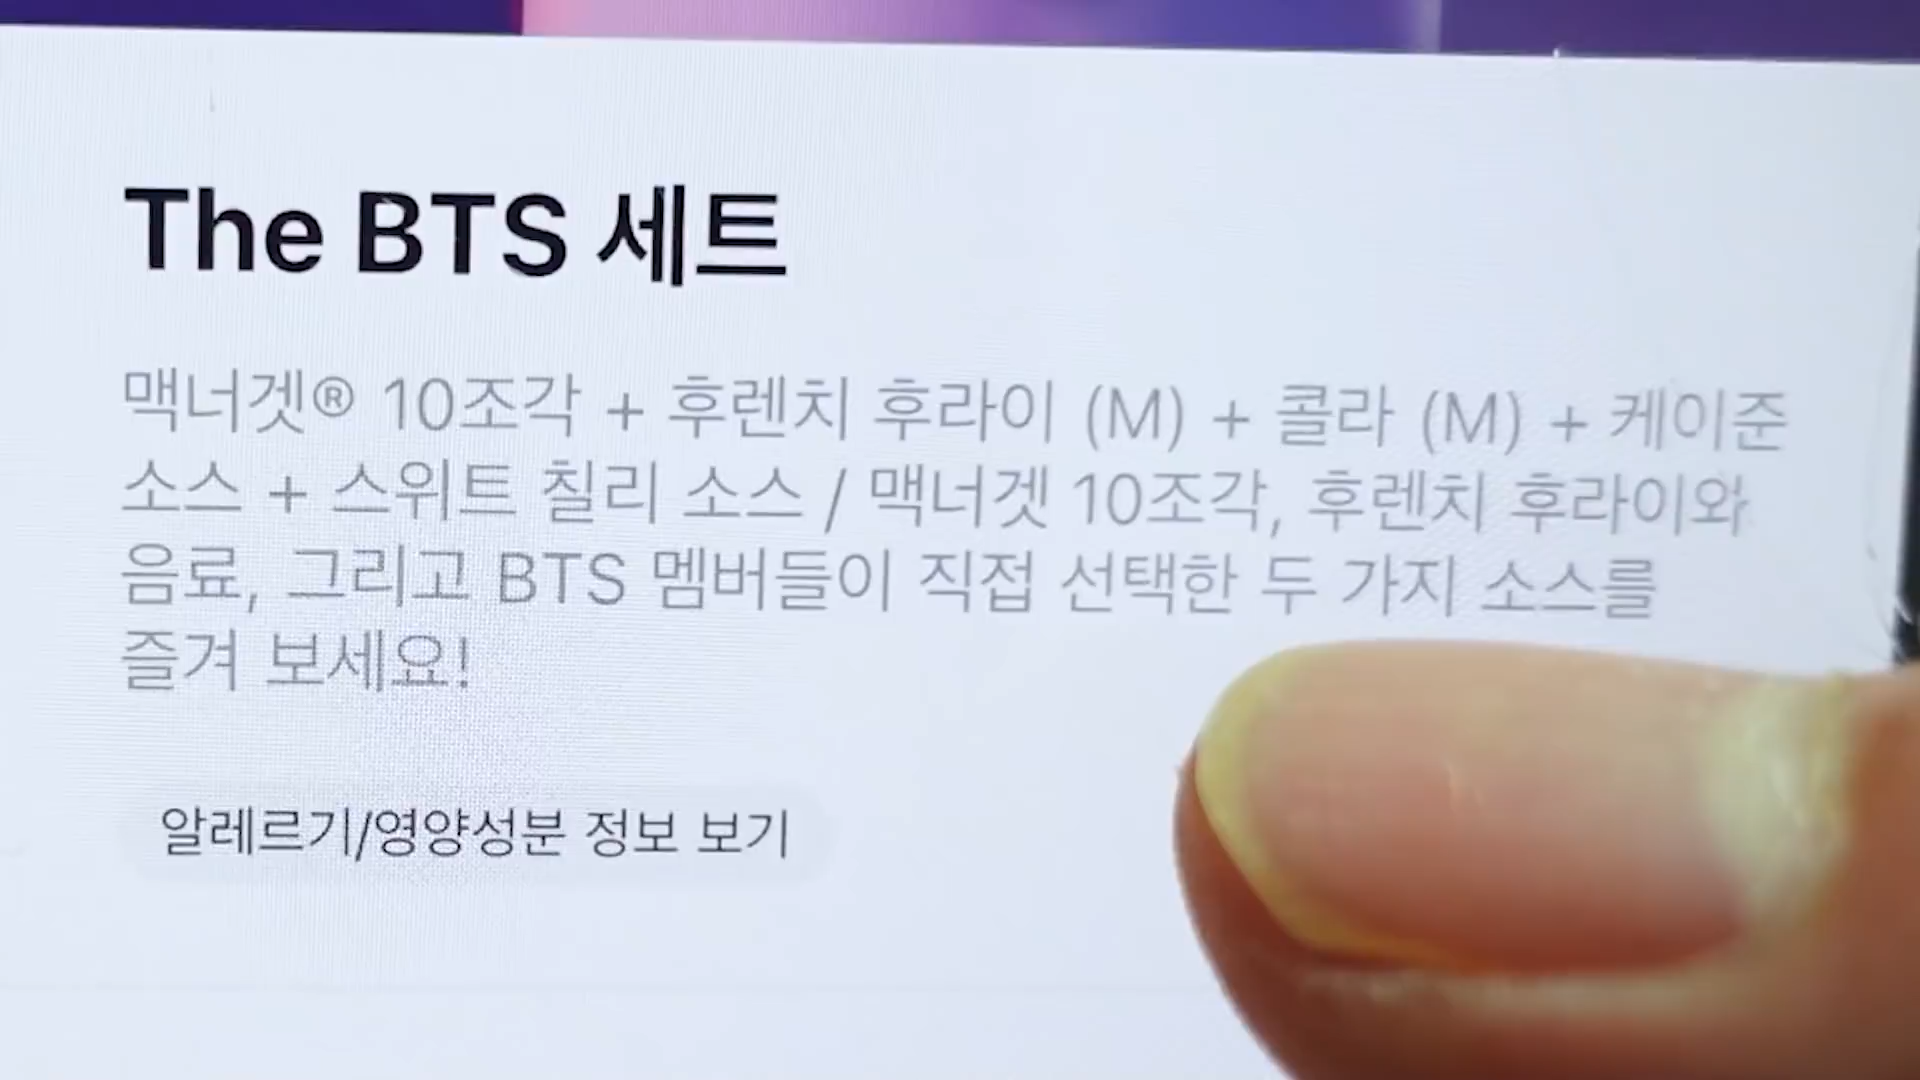 The BTS 세트
맥너겟® 10조각 + 후렌치 후라이 (M) + 콜라 (M) + 케이준
소스 + 스위트 칠리 소스 / 맥너겟 10조각, 후렌치 후라이와
음료, 그리고 BTS 멤버들이 직접 선택한 두 가지 소스를
즐겨 보세요!
알레르기/영양성분 정보 보기